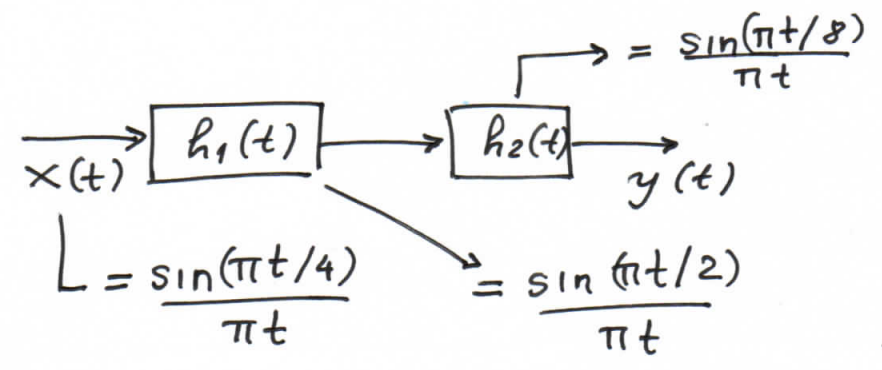 = sin(πt/8)
πt
h₁(t)
h₂(t)
x(t)
y(t)
= sin(πt/4)
πt
= sin(πt/2)
πt